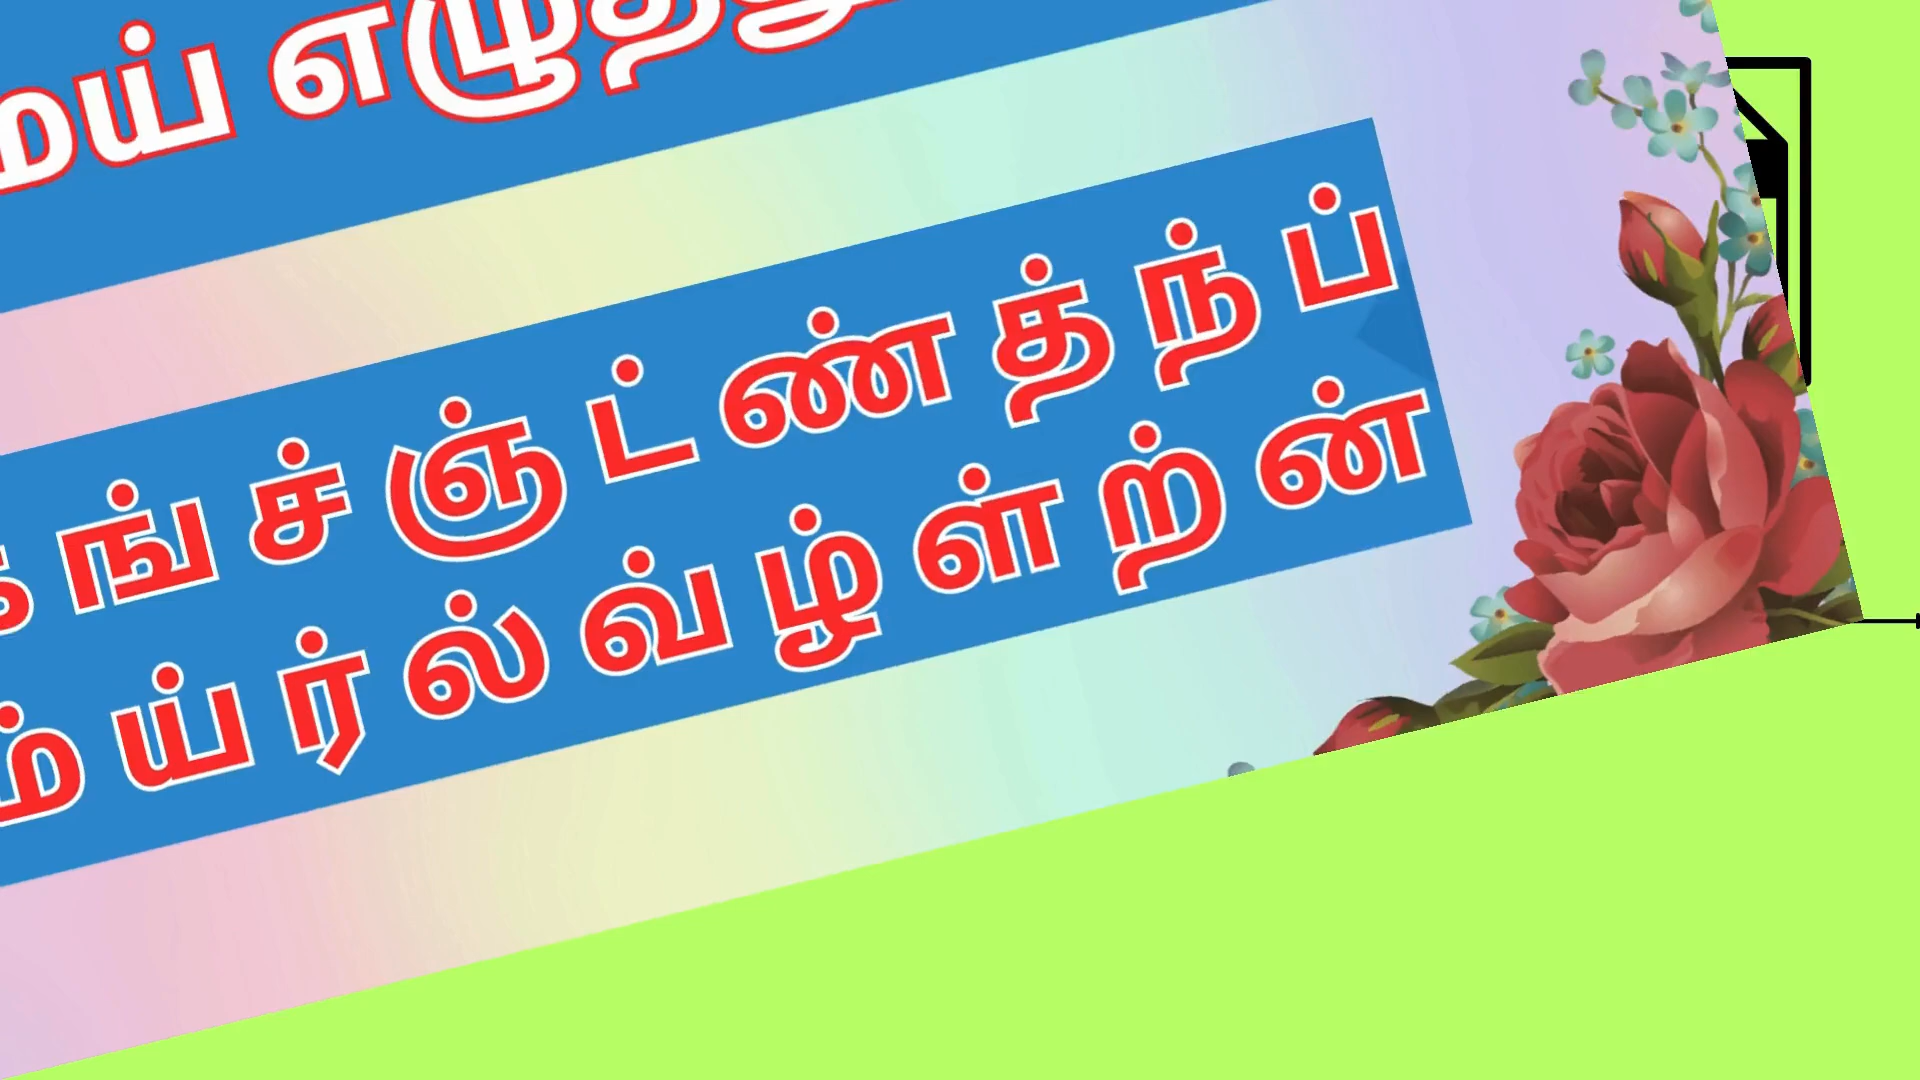 எழுத்து
ங் ச் ஞ் ட் ண் த் ந் ப்
ம் ய் ர் ல் வ் ழ் ள் ற் ன்